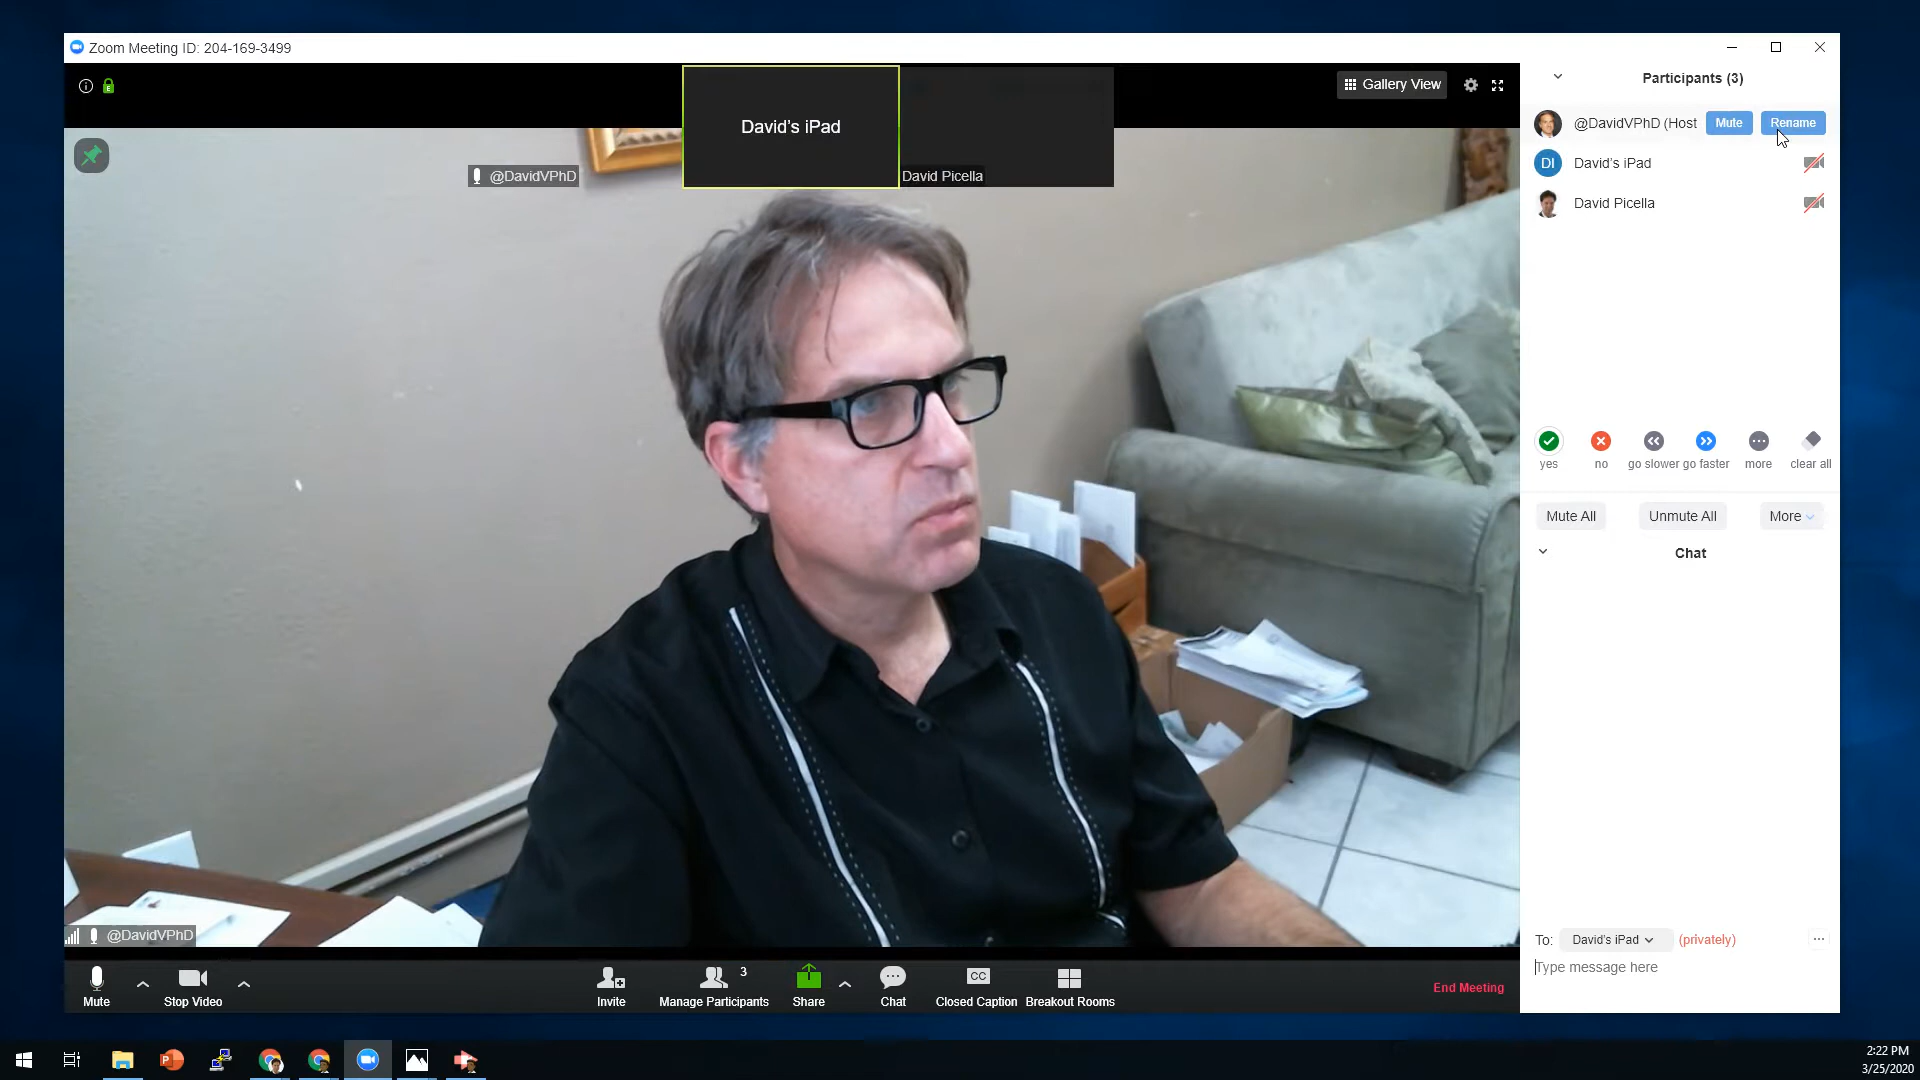 Zoom Meeting ID: 204-169-3499
Gallery View
David's iPad
@DavidVPhD
David Picella
@DavidVPhD
Participants (3)
@DavidVPhD (Host
Mute
Rename
DI
David's iPad
David Picella
yes
no
go slower
go faster
more
clear all
Mute All
Unmute All
More
Chat
To: David's iPad (privately)
Type message here
Mute
Stop Video
Invite
3
Manage Participants
Share
Chat
CC
Closed Caption
Breakout Rooms
End Meeting
2:22 PM
3/25/2020